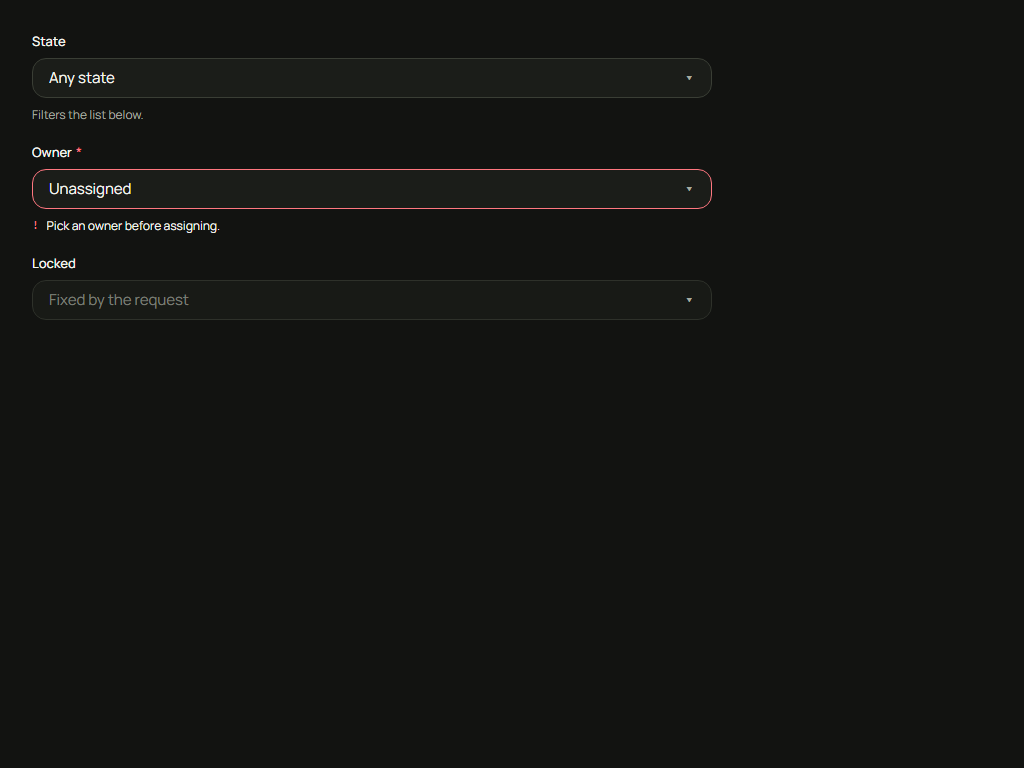 State
Any state
Filters the list below.
Owner *
Unassigned
! Pick an owner before assigning.
Locked
Fixed by the request